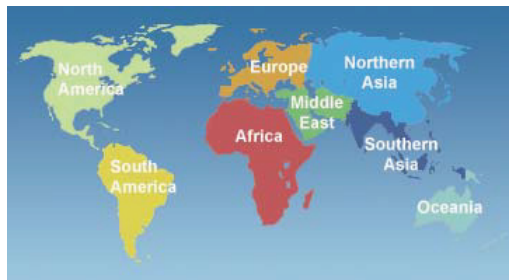 North
America
Europe
Northern
Asia
Middle
East
Africa
Southern
Asia
South
America
Oceania